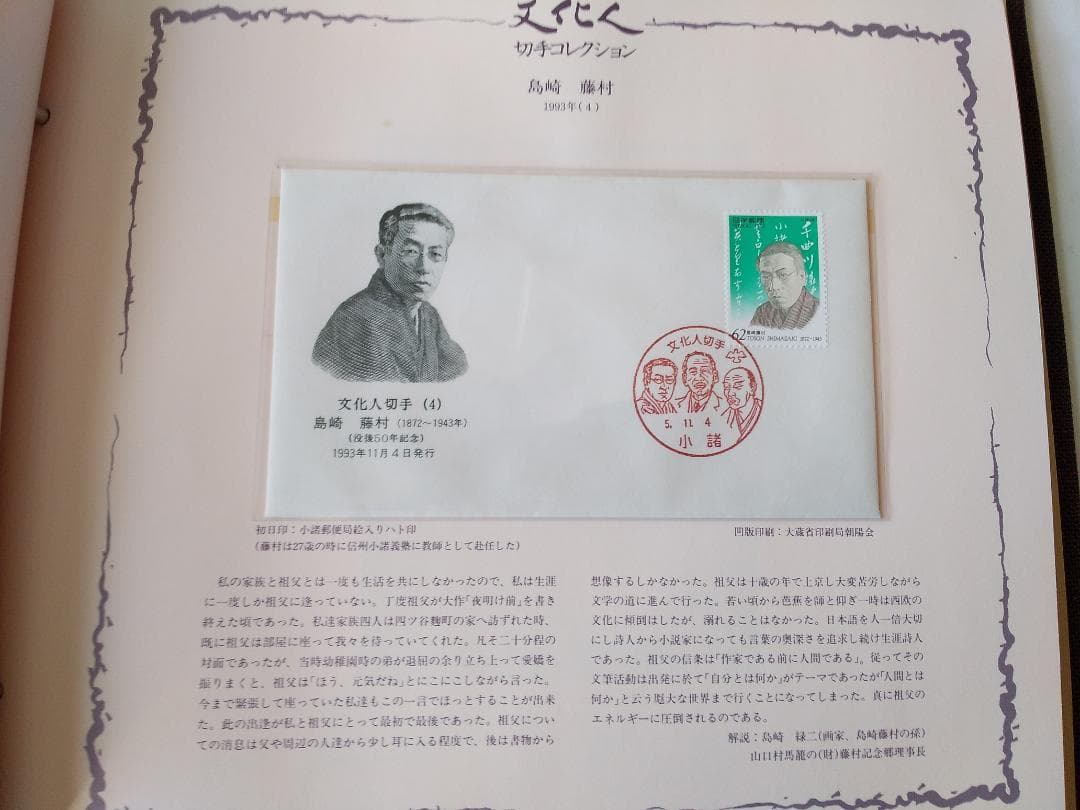 文化人
切手コレクション
島崎 藤村
1993年(4)
千曲川
小諸
62 島崎藤村
TOSON SHIMAZAKI 1872-1943
文化人切手
5. 11. 4
小諸
文化人切手 (4)
島崎 藤村 (1872〜1943年)
(没後50年記念)
1993年11月4日発行
初日印：小諸郵便局絵入りハト印
(藤村は27歳の時に信州小諸義塾に教師として赴任した)
凹版印刷：大蔵省印刷局朝陽会
私の家族と祖父とは一度も生活を共にしなかったので、私は生涯
に一度しか祖父に逢っていない。丁度祖父が大作「夜明け前」を書き
終えた頃であった。私達家族四人は四ツ谷麹町の家へ訪ずれた時、
既に祖父は部屋に座って我々を待っていてくれた。凡そ二十分程の
対面であったが、当時幼稚園時の弟が退屈の余り立ち上って愛嬌を
振りまくと、祖父は「ほう、元気だね」とにこにこしながら言った。
今まで緊張して座っていた私達もこの一言でほっとすることが出来
た。此の出逢が私と祖父にとって最初で最後であった。祖父につい
ての消息は父や周辺の人達から少し耳に入る程度で、後は書物から
想像するしかなかった。祖父は十歳の年で上京し大変苦労しながら
文学の道に進んで行った。若い頃から芭蕉を師と仰ぎ一時は西欧の
文化に傾倒はしたが、溺れることはなかった。日本語を人一倍大切
にし詩人から小説家になっても言葉の奥深さを追求し続け生涯詩人
であった。祖父の信条は「作家である前に人間である」。従ってその
文筆活動は出発に於て「自分とは何か」がテーマであったが「人間とは
何か」と云う厖大な世界まで行くことになってしまった。真に祖父の
エネルギーに圧倒されるのである。
解説：島崎 緑二(画家、島崎藤村の孫)
山口村馬籠の(財)藤村記念郷理事長